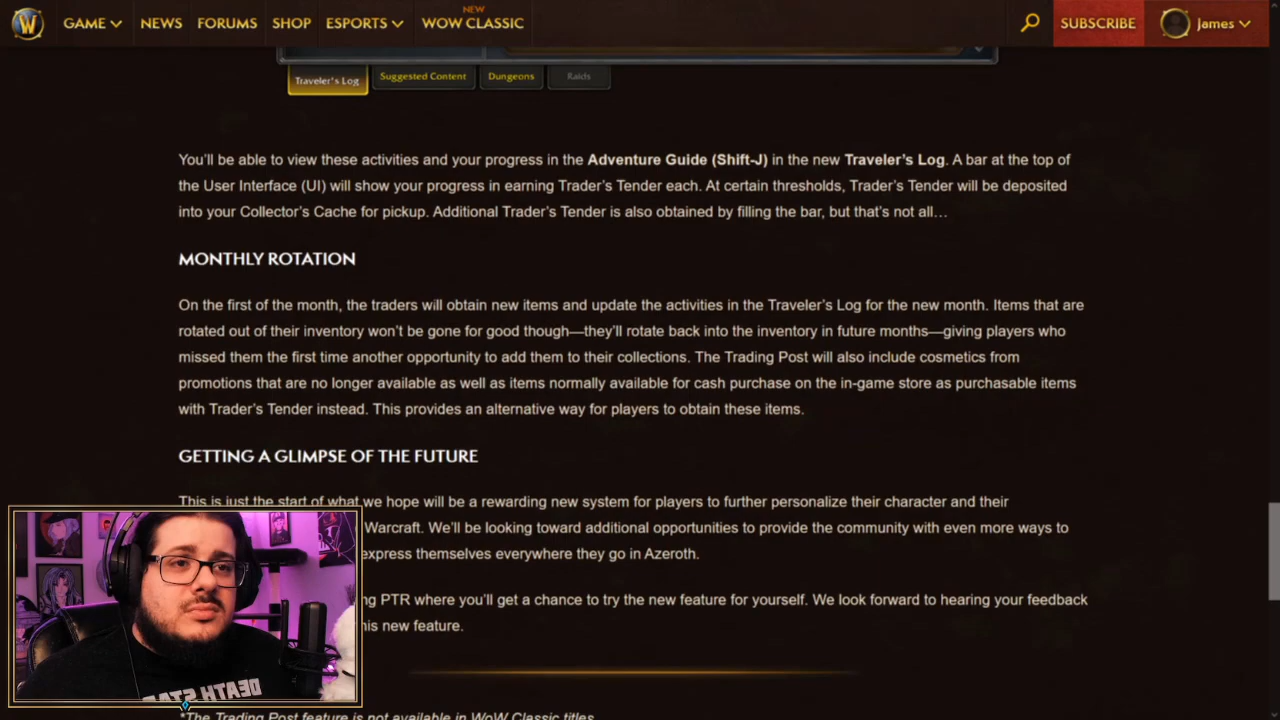 NEW
GAME NEWS FORUMS SHOP ESPORTS WOW CLASSIC SUBSCRIBE James
Traveler's Log Suggested Content Dungeons Raids
You'll be able to view these activities and your progress in the Adventure Guide (Shift-J) in the new Traveler's Log. A bar at the top of
the User Interface (UI) will show your progress in earning Trader's Tender each. At certain thresholds, Trader's Tender will be deposited
into your Collector's Cache for pickup. Additional Trader's Tender is also obtained by filling the bar, but that's not all…
MONTHLY ROTATION
On the first of the month, the traders will obtain new items and update the activities in the Traveler's Log for the new month. Items that are
rotated out of their inventory won't be gone for good though—they'll rotate back into the inventory in future months—giving players who
missed them the first time another opportunity to add them to their collections. The Trading Post will also include cosmetics from
promotions that are no longer available as well as items normally available for cash purchase on the in-game store as purchasable items
with Trader's Tender instead. This provides an alternative way for players to obtain these items.
GETTING A GLIMPSE OF THE FUTURE
This is just the start of what we hope will be a rewarding new system for players to further personalize their character and their
Warcraft. We'll be looking toward additional opportunities to provide the community with even more ways to
express themselves everywhere they go in Azeroth.
PTR where you'll get a chance to try the new feature for yourself. We look forward to hearing your feedback
new feature.
*The Trading Post feature is not available in WoW Classic titles
DEATH